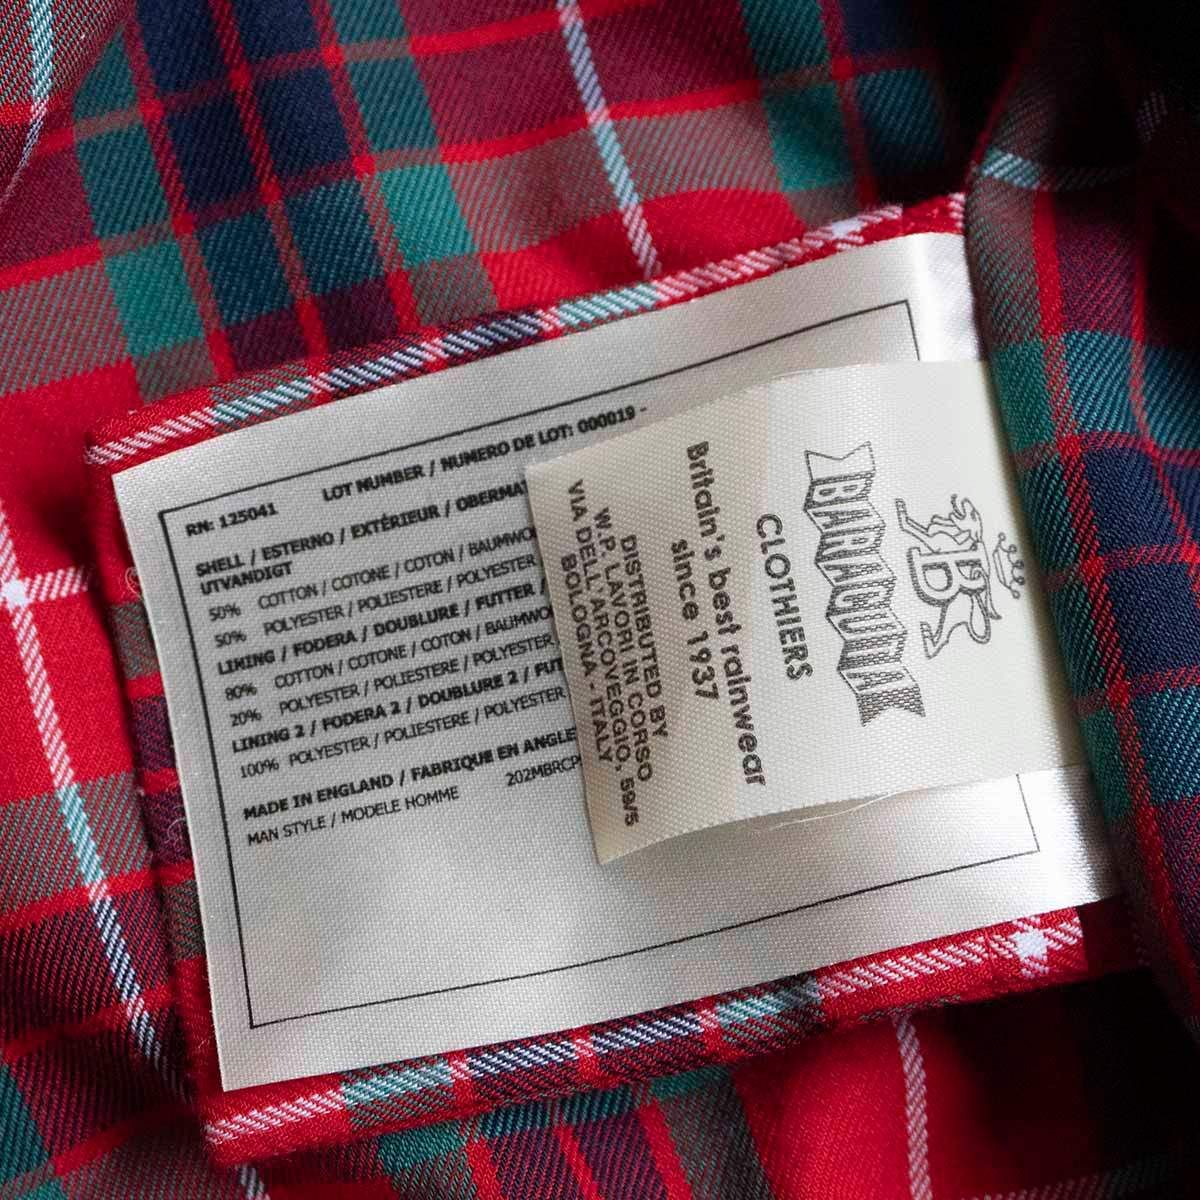 LOT NUMBER / NUMERO DE LOT: 000019 -
RN: 125041
SHELL / ESTERNO / EXTÉRIEUR / OBERMA
UTVANDIGT
50% COTTON / COTONE / COTON / BAUMWO
50% POLYESTER / POLIESTERE / POLYESTER
LINING / FODERA / DOUBLURE / FUTTER /
80% COTTON / COTONE / COTON / BAUMWO
20% POLYESTER / POLIESTERE / POLYESTER
LINING 2 / FODERA 2 / DOUBLURE 2 / FUT
100% POLYESTER / POLIESTERE / POLYESTER
MADE IN ENGLAND / FABRIQUE EN ANGLE
MAN STYLE / MODELE HOMME 202MBRCP
BARACUTA
CLOTHIERS
Britain's best rainwear
since 1937
DISTRIBUTED BY
W.P. LAVORI IN CORSO
VIA DELL'ARCOVEGGIO, 59/5
BOLOGNA - ITALY